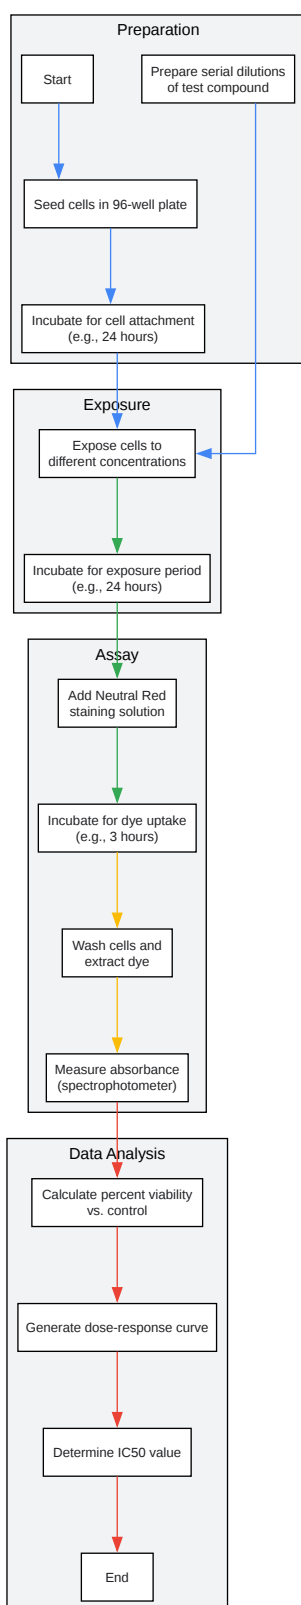 Preparation
Start
Prepare serial dilutions
of test compound
Seed cells in 96-well plate
Incubate for cell attachment
(e.g., 24 hours)
Exposure
Expose cells to
different concentrations
Incubate for exposure period
(e.g., 24 hours)
Assay
Add Neutral Red
staining solution
Incubate for dye uptake
(e.g., 3 hours)
Wash cells and
extract dye
Measure absorbance
(spectrophotometer)
Data Analysis
Calculate percent viability
vs. control
Generate dose-response curve
Determine IC50 value
End